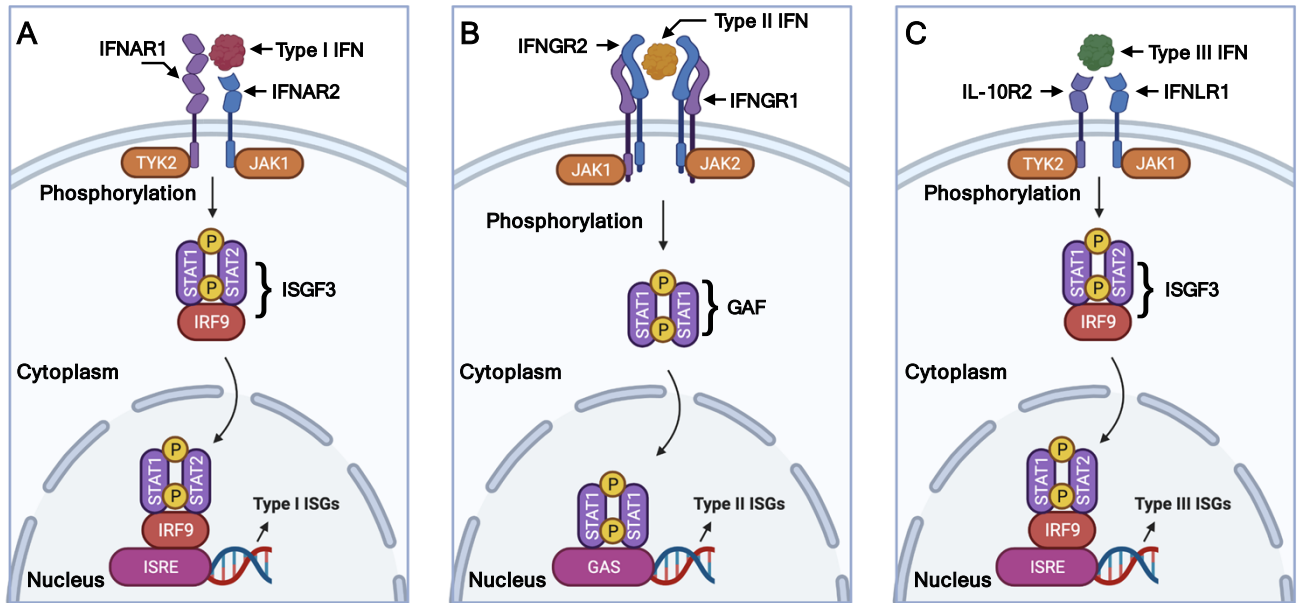 A
IFNAR1
Type I IFN
IFNAR2
TYK2
JAK1
Phosphorylation
P
STAT1
STAT2
P
ISGF3
IRF9
Cytoplasm
P
STAT1
STAT2
P
Type I ISGs
IRF9
ISRE
Nucleus
B
Type II IFN
IFNGR2
IFNGR1
JAK1
JAK2
Phosphorylation
P
STAT1
STAT1
P
GAF
Cytoplasm
P
STAT1
STAT1
P
Type II ISGs
GAS
Nucleus
C
Type III IFN
IL-10R2
IFNLR1
TYK2
JAK1
Phosphorylation
P
STAT1
STAT2
P
ISGF3
IRF9
Cytoplasm
P
STAT1
STAT2
P
Type III ISGs
IRF9
ISRE
Nucleus